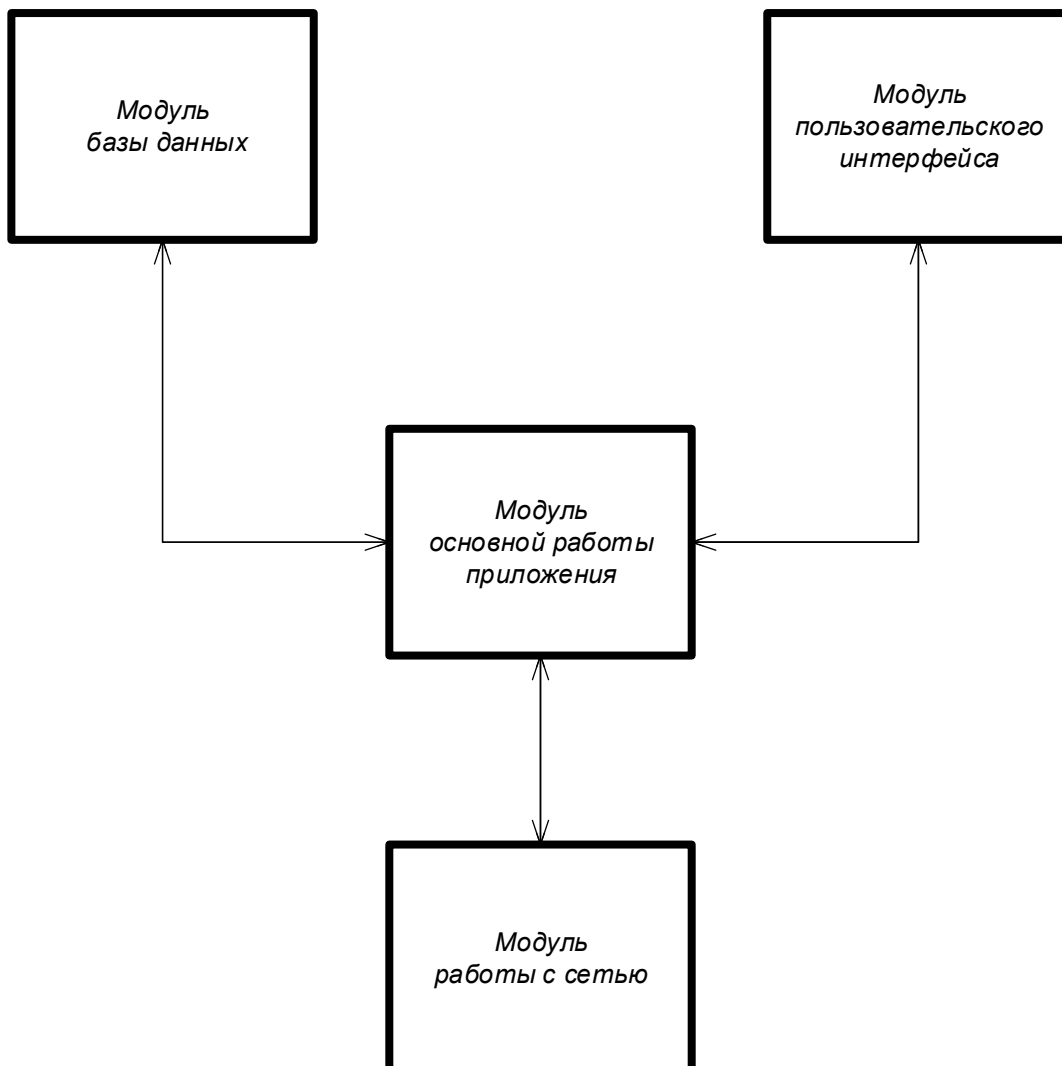 Модуль
базы данных
Модуль
пользовательского
интерфейса
Модуль
основной работы
приложения
Модуль
работы с сетью